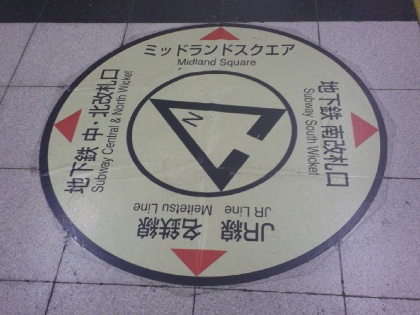 ミッドランドスクエア
Midland Square
地下鉄 南改札口
Subway South Wicket
JR線 名鉄線
JR Line Meitetsu Line
地下鉄 中・北改札口
Subway Central & North Wicket
N